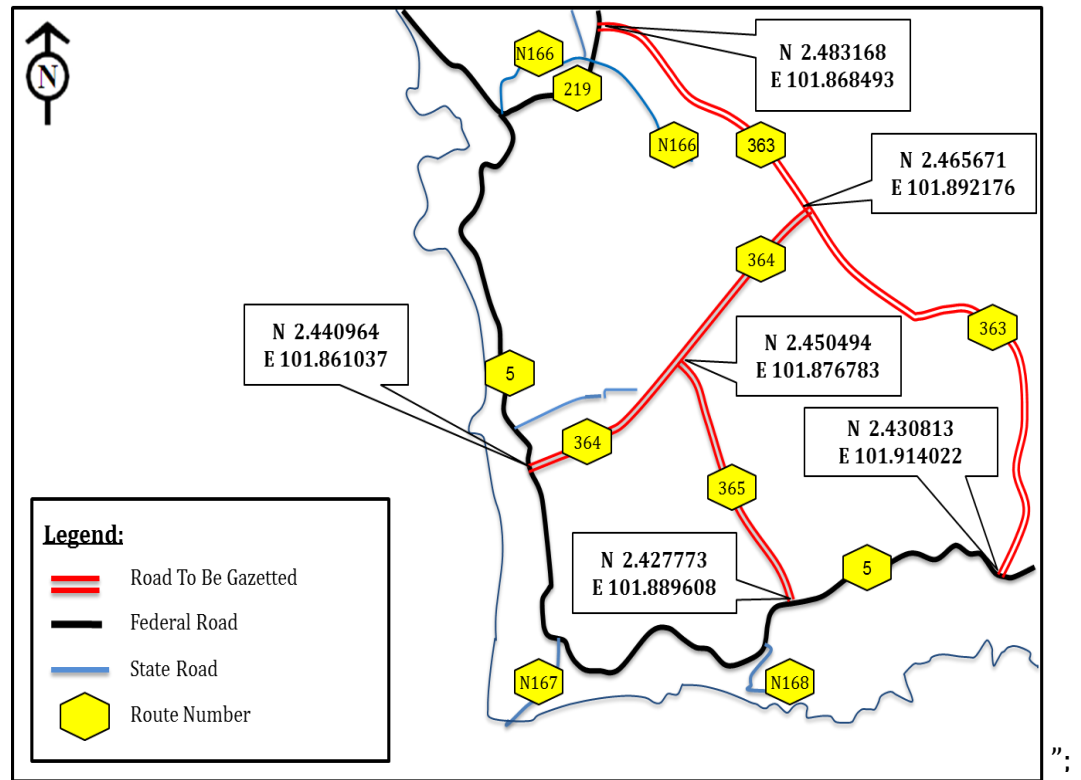 N166
219
N 2.483168
E 101.868493
N166
363
N 2.465671
E 101.892176
364
N 2.440964
E 101.861037
363
N 2.450494
E 101.876783
5
N 2.430813
E 101.914022
364
365
Legend:
Road To Be Gazetted
Federal Road
State Road
Route Number
N 2.427773
E 101.889608
5
N167
N168
N
”;